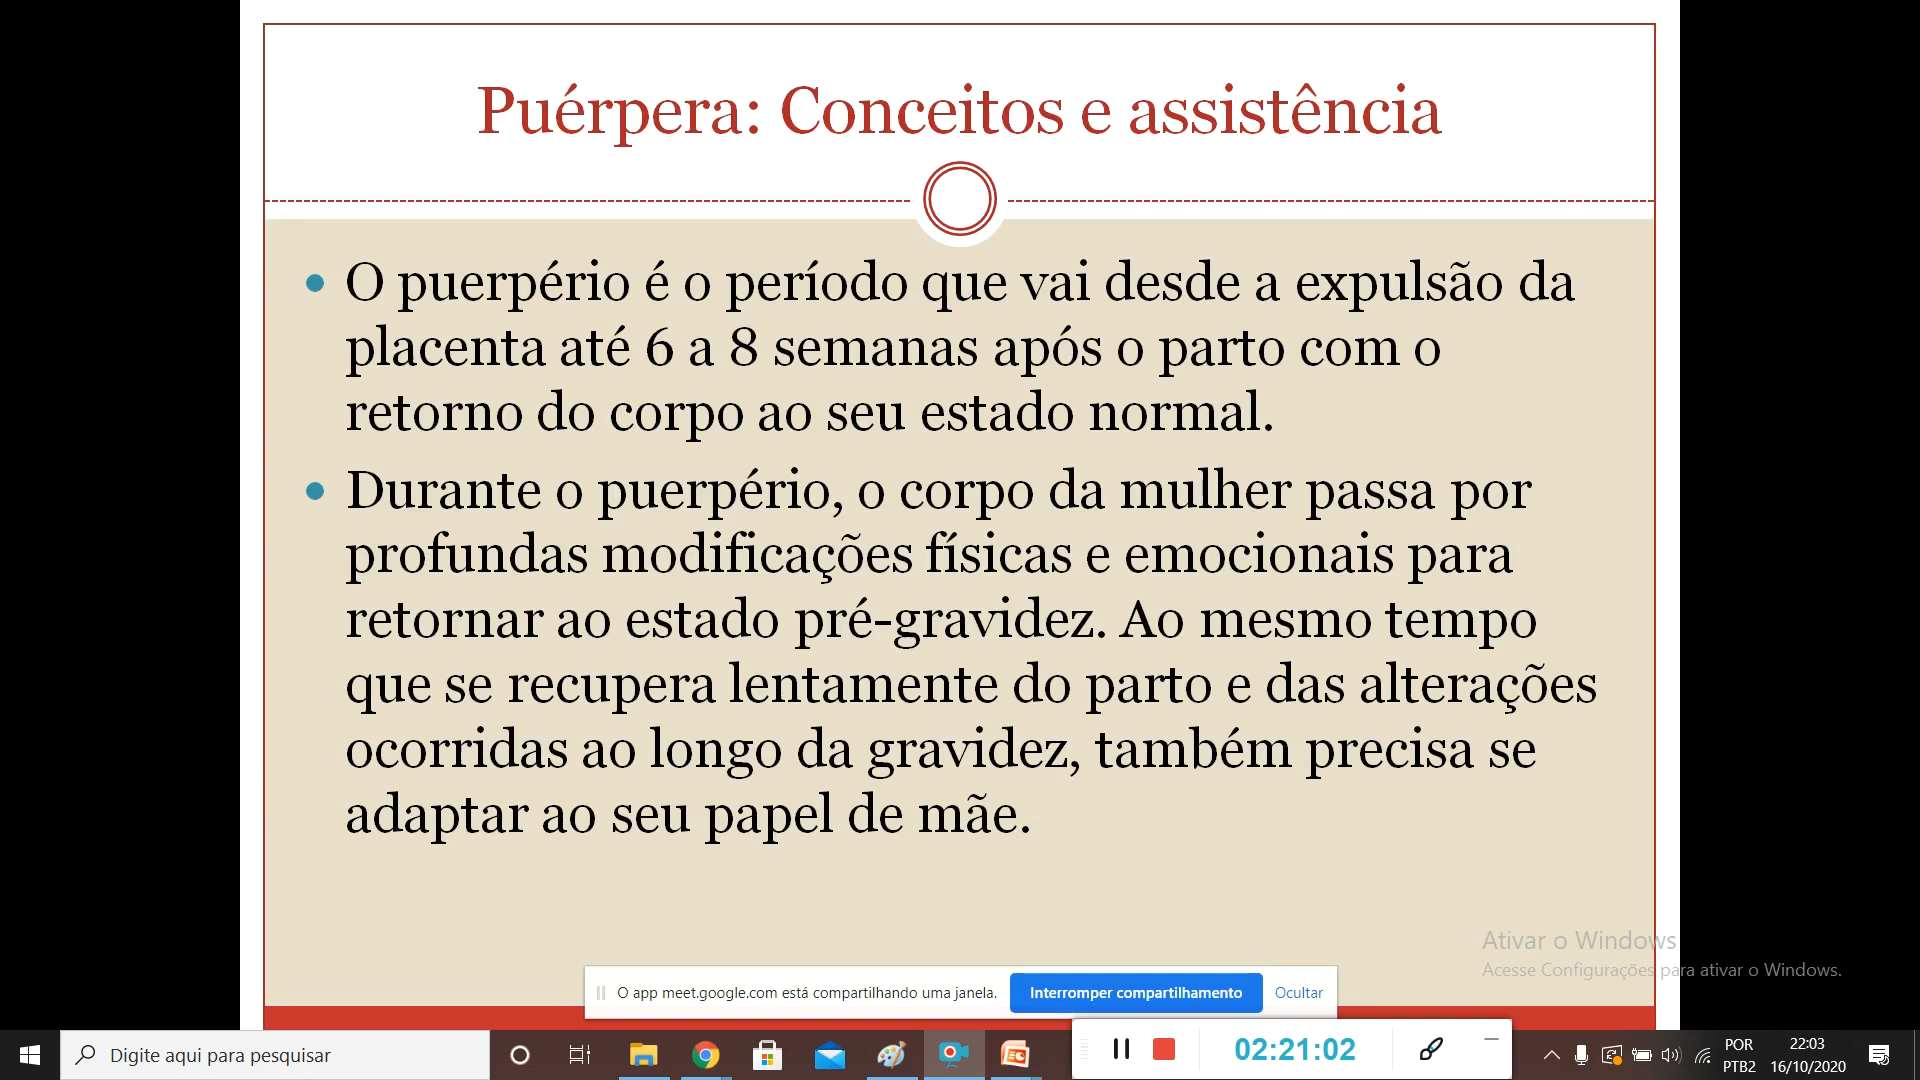 Puérpera: Conceitos e assistência
O puerpério é o período que vai desde a expulsão da
placenta até 6 a 8 semanas após o parto com o
retorno do corpo ao seu estado normal.
Durante o puerpério, o corpo da mulher passa por
profundas modificações físicas e emocionais para
retornar ao estado pré-gravidez. Ao mesmo tempo
que se recupera lentamente do parto e das alterações
ocorridas ao longo da gravidez, também precisa se
adaptar ao seu papel de mãe.
Ativar o Windows
Acesse Configurações para ativar o Windows.
O app meet.google.com está compartilhando uma janela.
Interromper compartilhamento
Ocultar
Digite aqui para pesquisar
02:21:02
POR
PTB2
22:03
16/10/2020